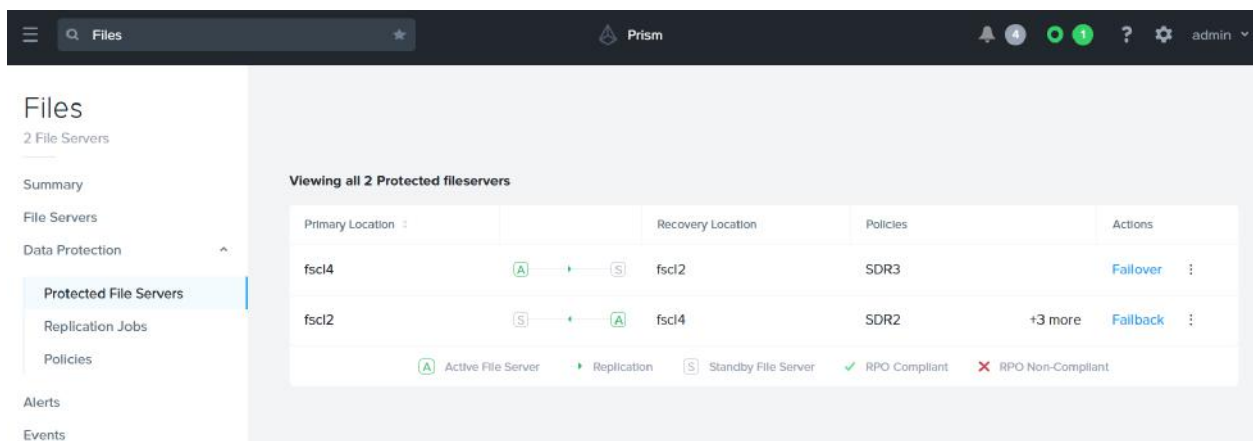 Files
Prism
4
1
?
admin
Files
2 File Servers
Summary
File Servers
Data Protection
Protected File Servers
Replication Jobs
Policies
Alerts
Events
Viewing all 2 Protected fileservers
Primary Location Recovery Location Policies Actions
fscl4 A S fscl2 SDR3 Failover
fscl2 S A fscl4 SDR2 +3 more Failback
A Active File Server Replication S Standby File Server RPO Compliant RPO Non-Compliant